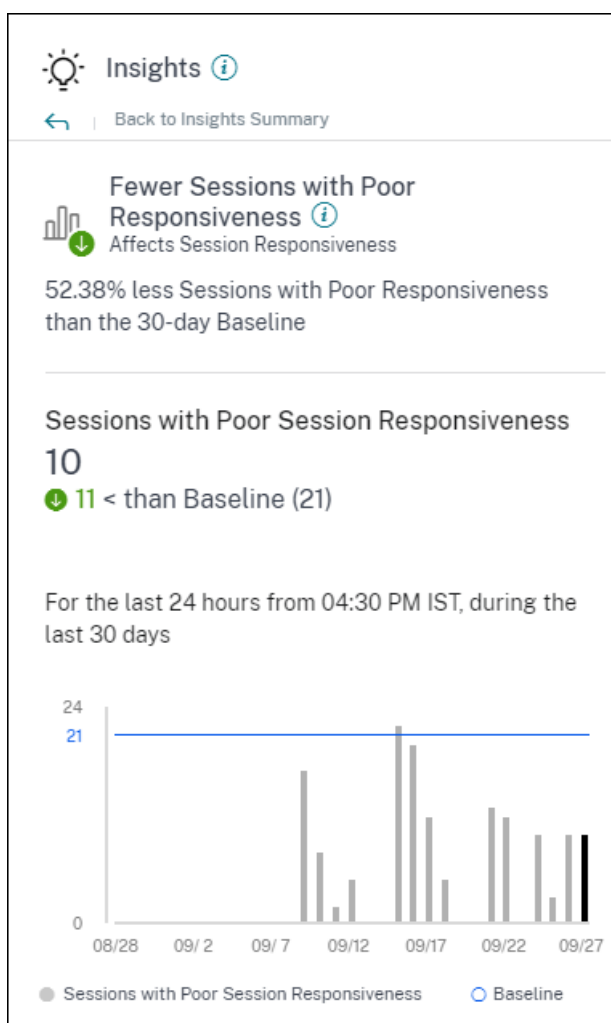 Insights
Back to Insights Summary
Fewer Sessions with Poor
Responsiveness
Affects Session Responsiveness
52.38% less Sessions with Poor Responsiveness
than the 30-day Baseline
Sessions with Poor Session Responsiveness
10
11 < than Baseline (21)
For the last 24 hours from 04:30 PM IST, during the
last 30 days
24
21
0
08/28 09/ 2 09/ 7 09/12 09/17 09/22 09/27
Sessions with Poor Session Responsiveness Baseline